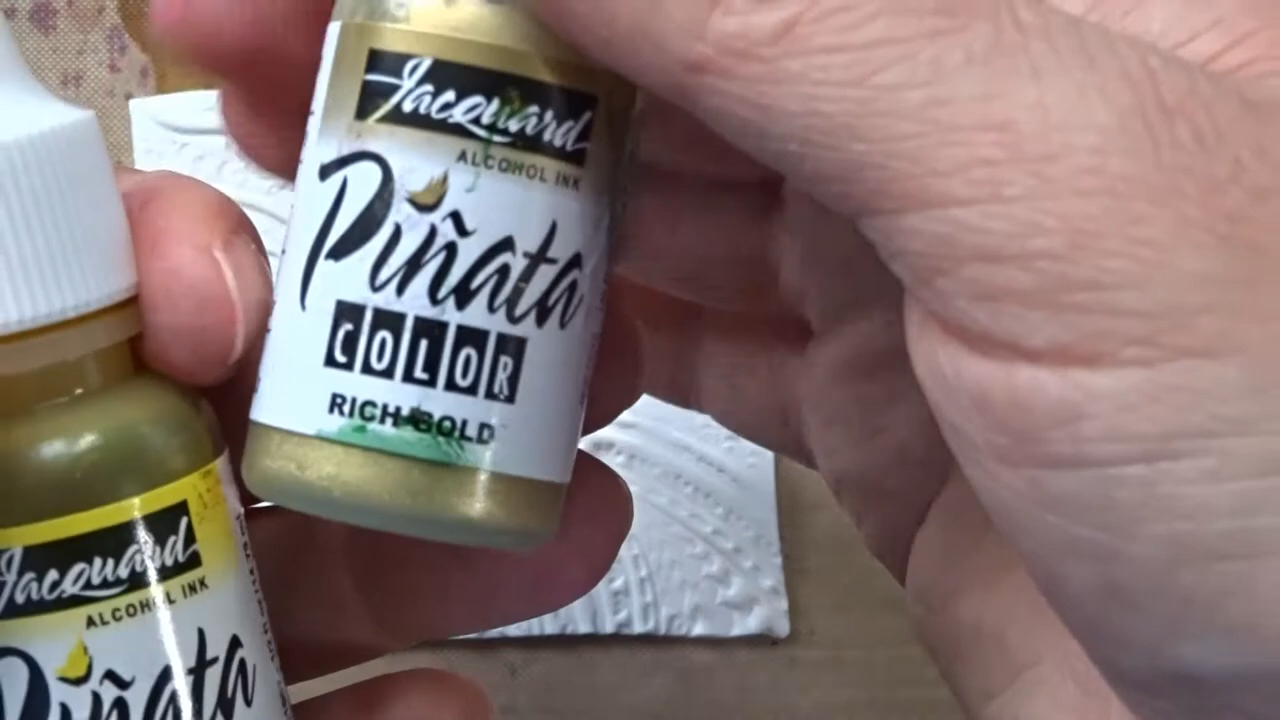 Jacquard
ALCOHOL INK
Piñata
COLOR
RICH GOLD
Jacquard
ALCOHOL INK
Piñata